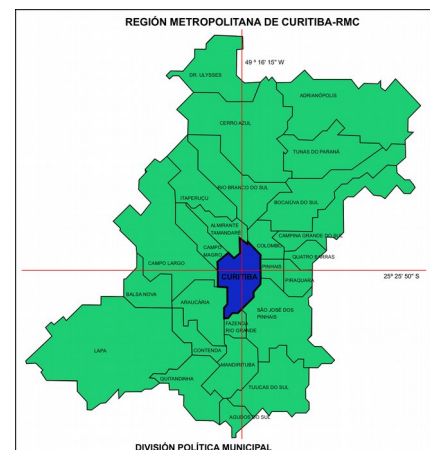 REGIÓN METROPOLITANA DE CURITIBA-RMC
49 º 16 ' 15" W
DR. ULYSSES
ADRIANÓPOLIS
CERRO AZUL
TUNAS DO PARANÁ
RIO BRANCO DO SUL
ITAPERUÇU
BOCAIÚVA DO SUL
ALMIRANTE
TAMANDARÉ
CAMPINA GRANDE DO SUL
COLOMBO
CAMPO
MAGRO
QUATRO BARRAS
CAMPO LARGO
PINHAIS
CURITIBA
PIRAQUARA
25º 25' 50" S
BALSA NOVA
ARAUCÁRIA
SÃO JOSÉ DOS
PINHAIS
FAZENDA
RIO GRANDE
LAPA
CONTENDA
MANDIRITUBA
QUITANDINHA
TIJUCAS DO SUL
AGUDOS DO SUL
DIVISIÓN POLÍTICA MUNICIPAL